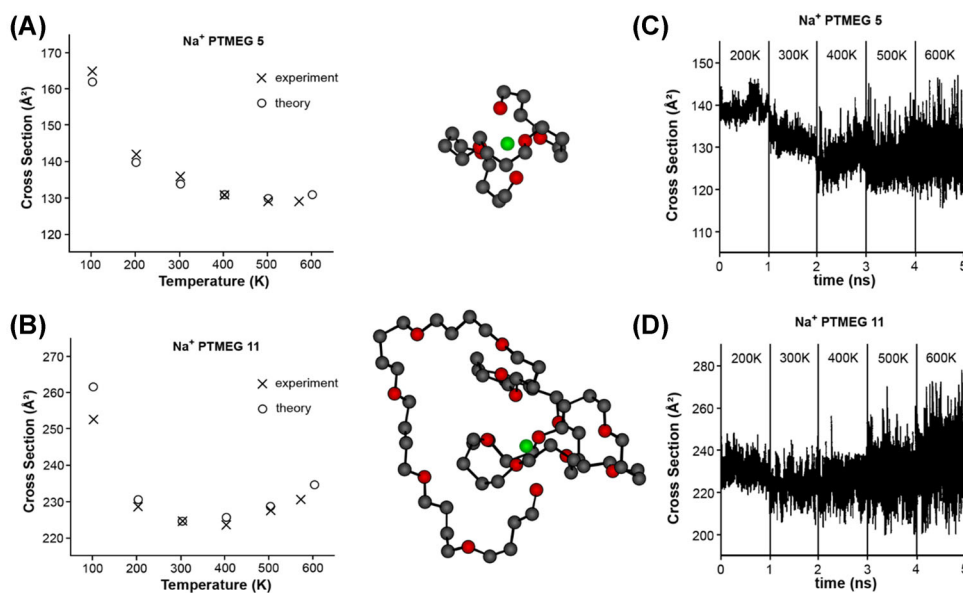 (A)
Na⁺ PTMEG 5
Cross Section (Å²)
170
160
150
140
130
120
× experiment
○ theory
100 200 300 400 500 600
Temperature (K)
(B)
Na⁺ PTMEG 11
Cross Section (Å²)
270
260
250
240
230
220
× experiment
○ theory
100 200 300 400 500 600
Temperature (K)
(C)
Na⁺ PTMEG 5
200K 300K 400K 500K 600K
Cross Section (Å²)
150
140
130
120
110
0 1 2 3 4 5
time (ns)
(D)
Na⁺ PTMEG 11
200K 300K 400K 500K 600K
Cross Section (Å²)
280
260
240
220
200
0 1 2 3 4 5
time (ns)